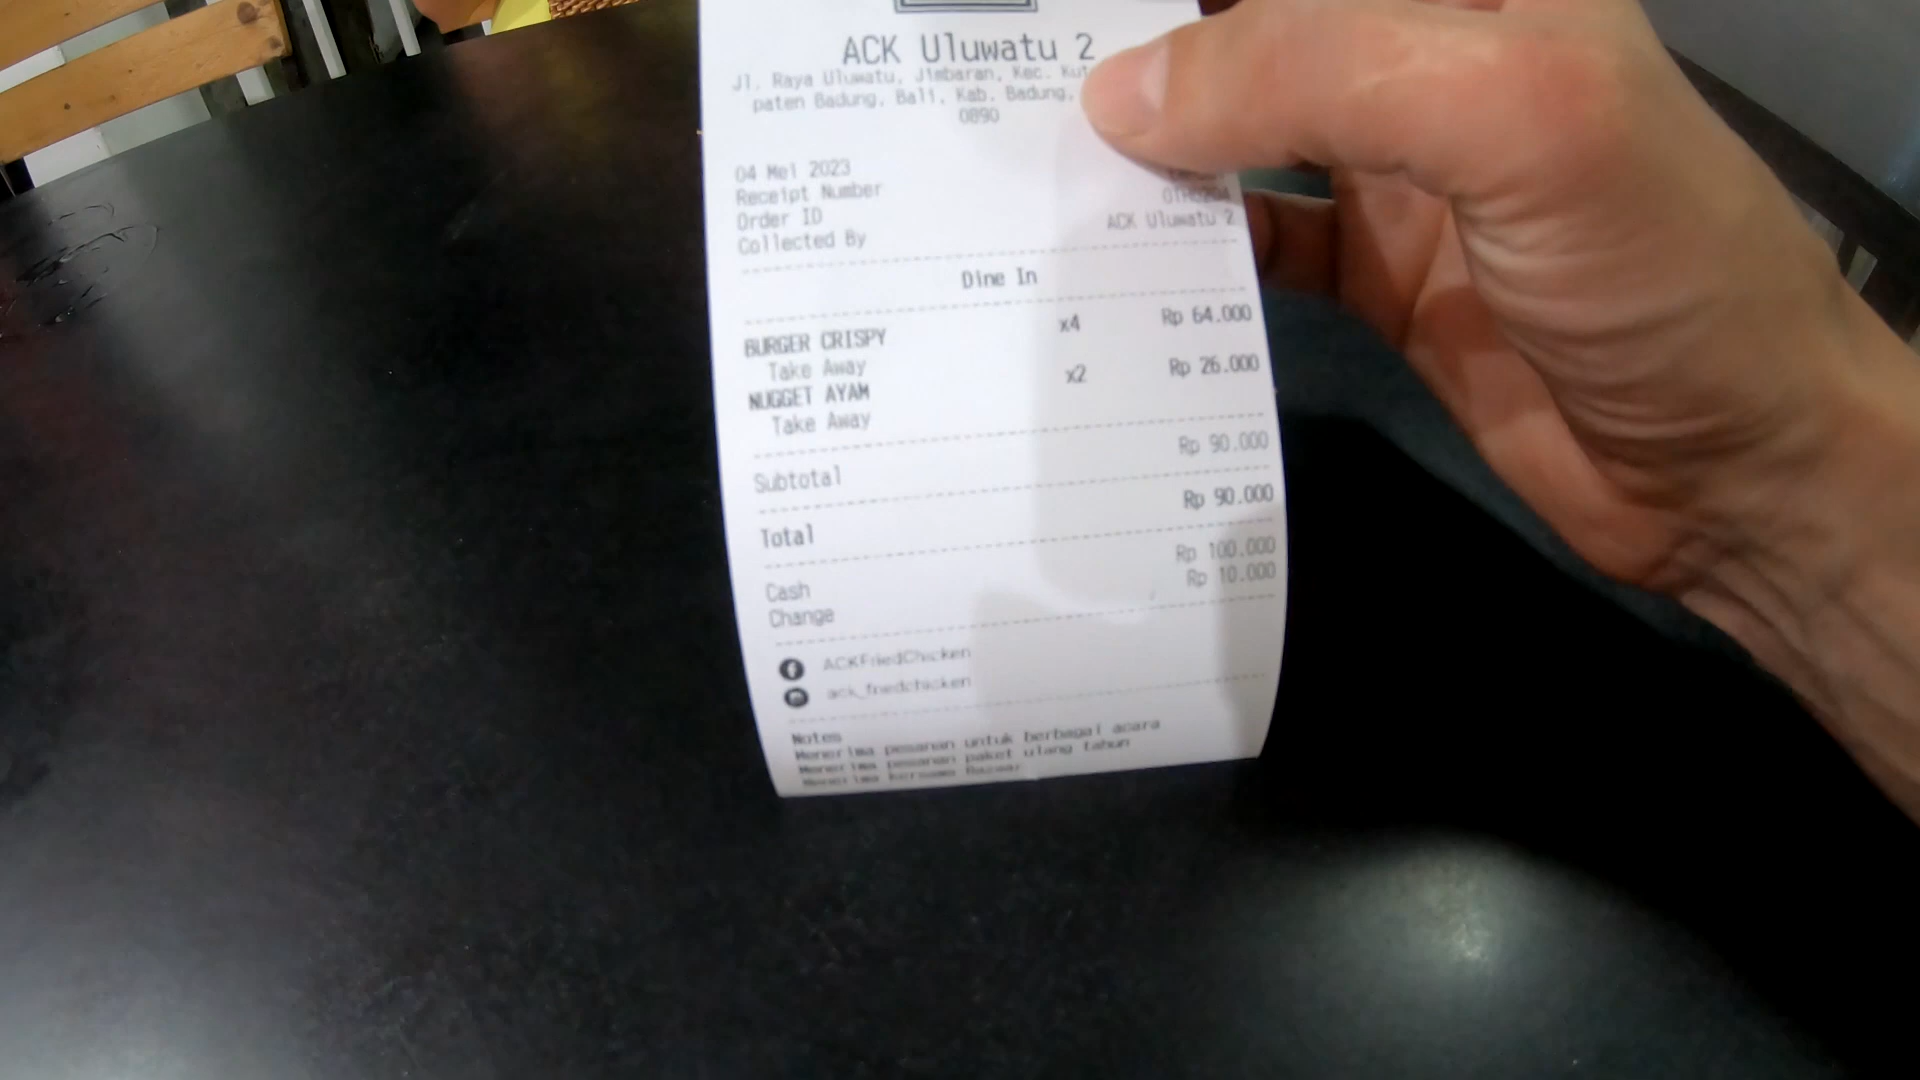 ACK Uluwatu 2
Jl. Raya Uluwatu, Jimbaran, Kec.
paten Badung, Bali, Kab. Badung,
0890
04 Mei 2023
Receipt Number
Order ID
Collected By ACK Uluwatu 2
Dine In
BURGER CRISPY x4 Rp 64.000
Take Away
NUGGET AYAM x2 Rp 26.000
Take Away
Subtotal Rp 90.000
Total Rp 90.000
Cash Rp 100.000
Change Rp 10.000
ACKFriedChicken
ack_friedchicken
Notes
Menerima pesanan untuk berbagai acara
Menerima pesanan paket ulang tahun
Menerima Bazaar